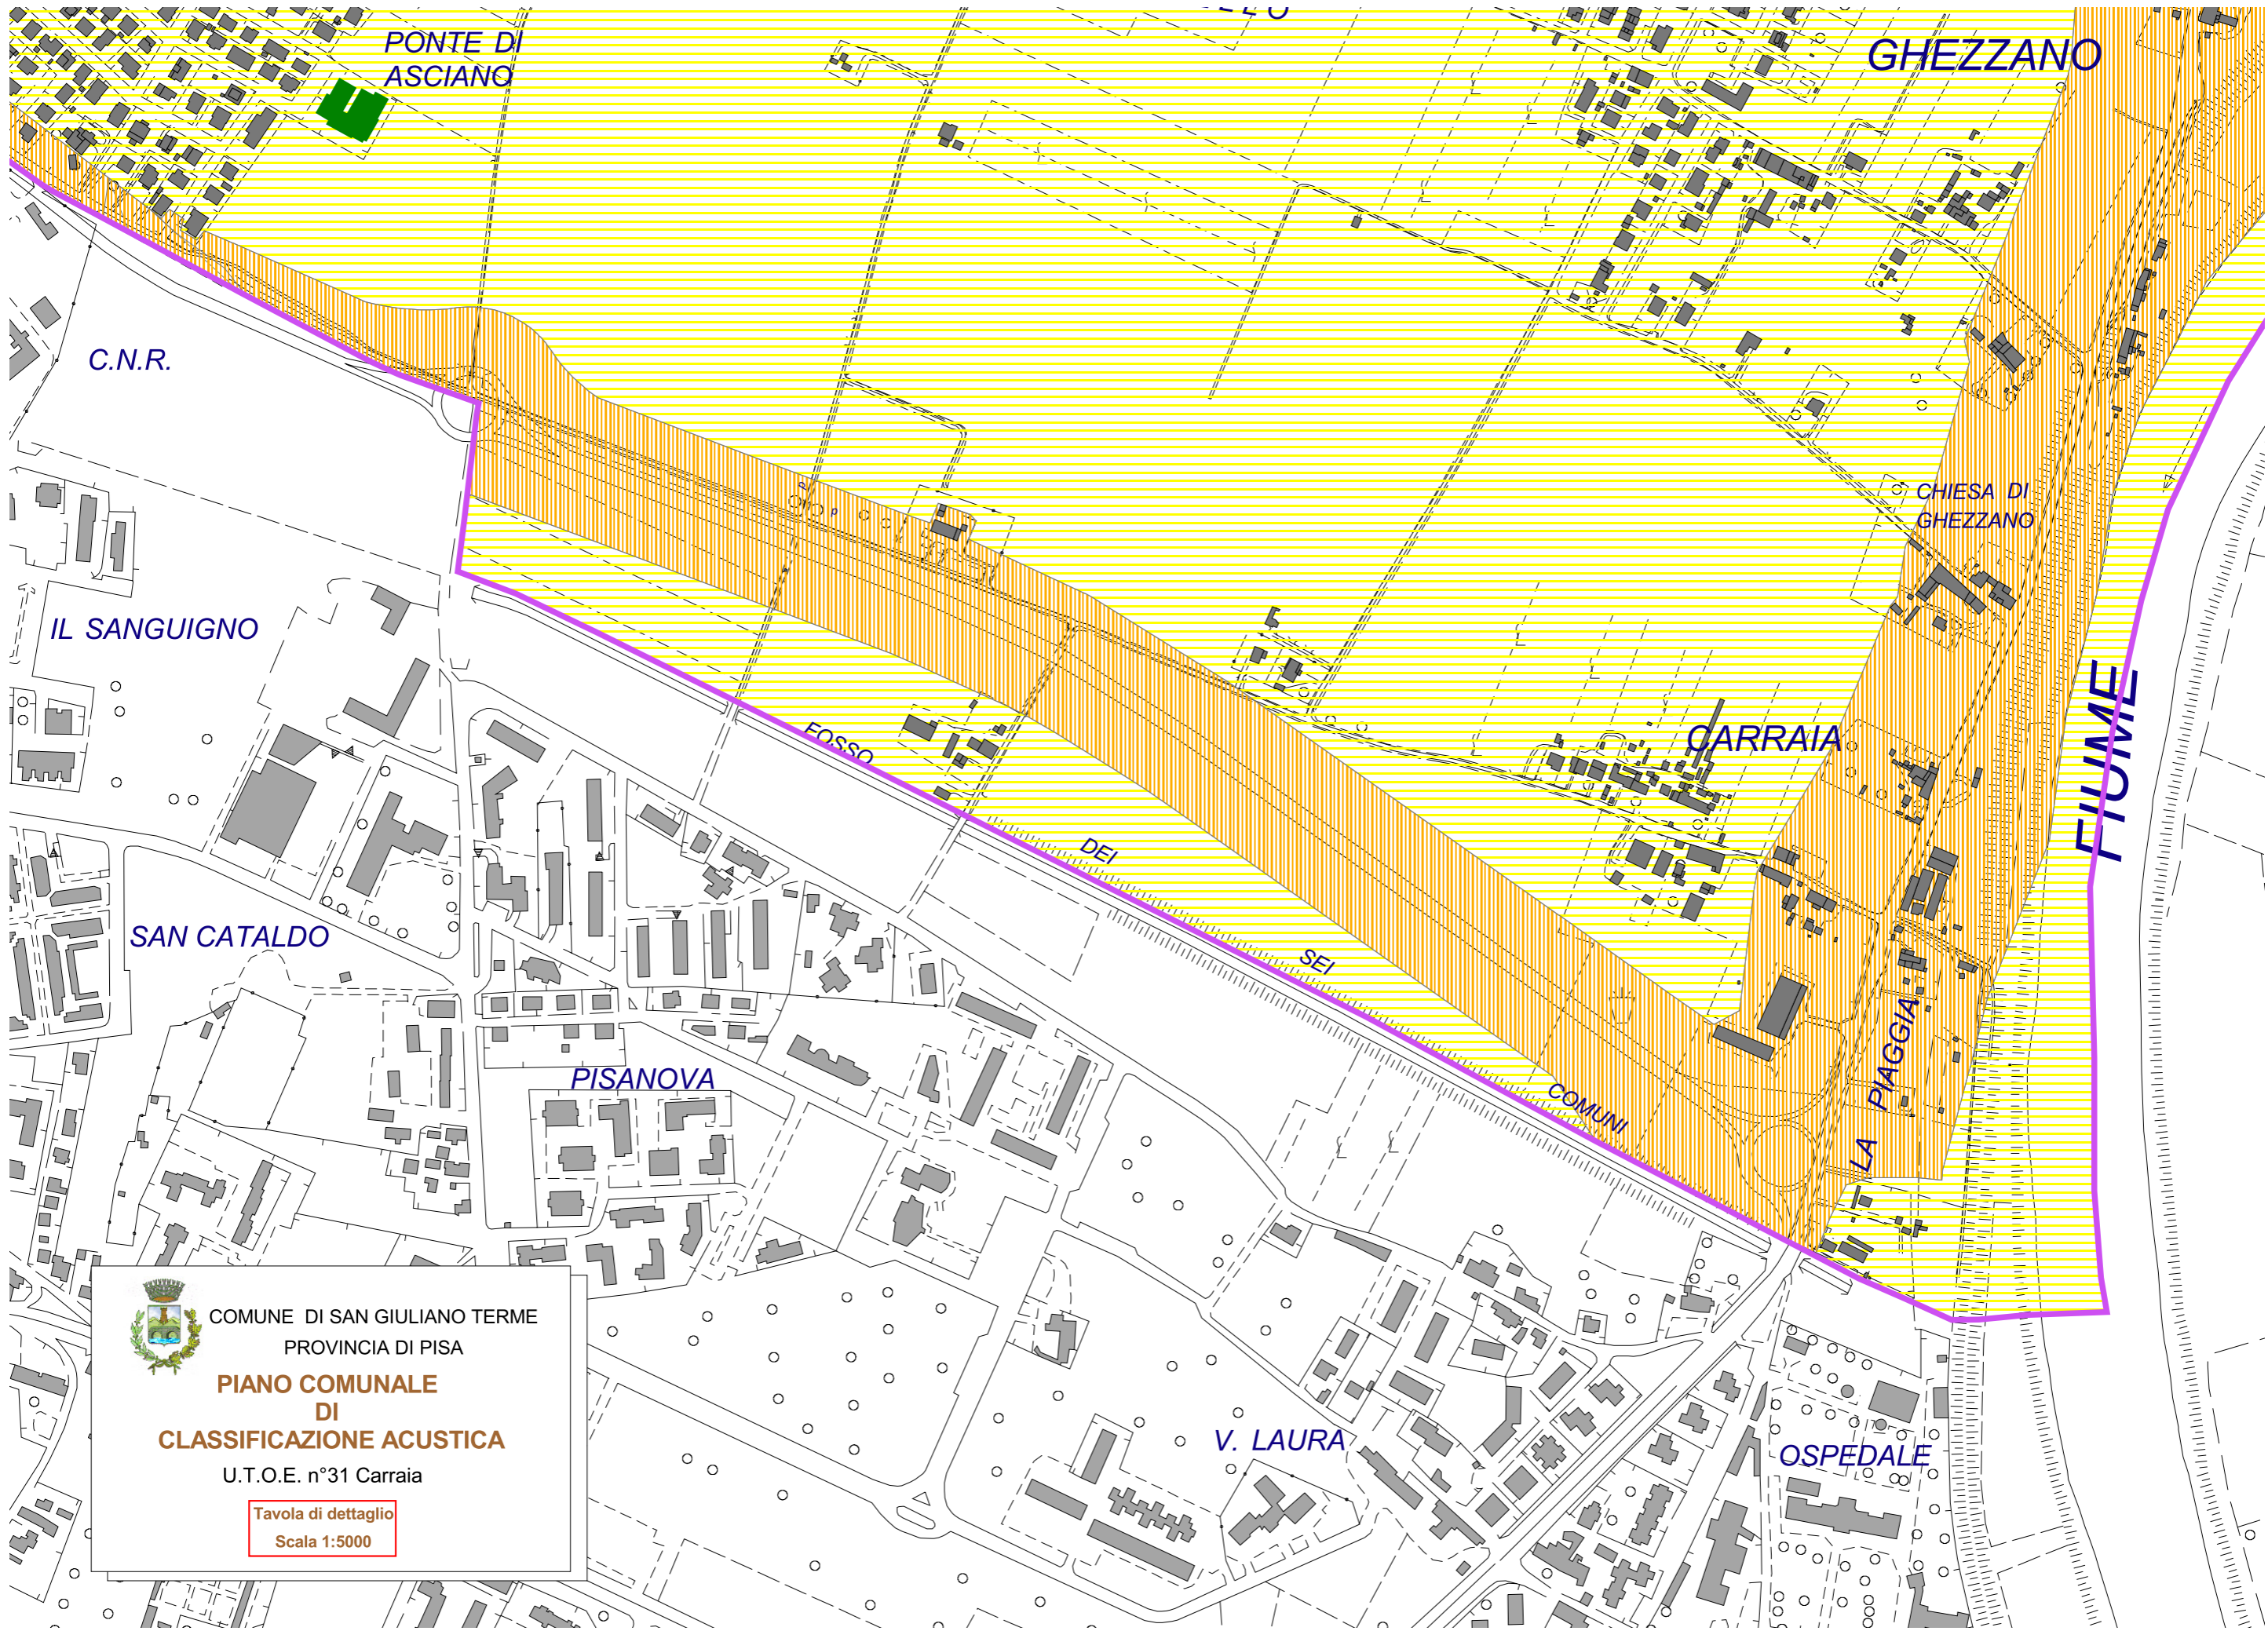 PONTE DI
ASCIANO
GHEZZANO
C.N.R.
p
p
CHIESA DI
GHEZZANO
IL SANGUIGNO
FIUME
FOSSO
CARRAIA
DEI
SAN CATALDO
SEI
PISANOVA
COMUNI
LA PIAGGIA
V. LAURA
OSPEDALE
COMUNE DI SAN GIULIANO TERME
PROVINCIA DI PISA
PIANO COMUNALE
DI
CLASSIFICAZIONE ACUSTICA
U.T.O.E. n°31 Carraia
Tavola di dettaglio
Scala 1:5000